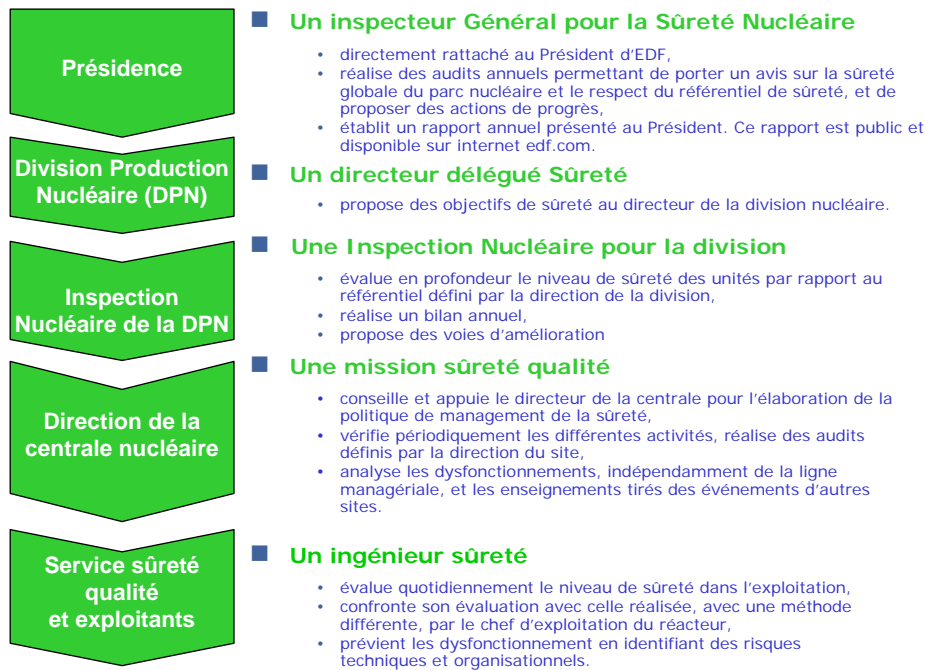 Présidence
■ Un inspecteur Général pour la Sûreté Nucléaire
• directement rattaché au Président d'EDF,
• réalise des audits annuels permettant de porter un avis sur la sûreté
globale du parc nucléaire et le respect du référentiel de sûreté, et de
proposer des actions de progrès,
• établit un rapport annuel présenté au Président. Ce rapport est public et
disponible sur internet edf.com.
Division Production
Nucléaire (DPN)
■ Un directeur délégué Sûreté
• propose des objectifs de sûreté au directeur de la division nucléaire.
Inspection
Nucléaire de la DPN
■ Une Inspection Nucléaire pour la division
• évalue en profondeur le niveau de sûreté des unités par rapport au
référentiel défini par la direction de la division,
• réalise un bilan annuel,
• propose des voies d'amélioration
Direction de la
centrale nucléaire
■ Une mission sûreté qualité
• conseille et appuie le directeur de la centrale pour l'élaboration de la
politique de management de la sûreté,
• vérifie périodiquement les différentes activités, réalise des audits
définis par la direction du site,
• analyse les dysfonctionnements, indépendamment de la ligne
managériale, et les enseignements tirés des événements d'autres
sites.
Service sûreté
qualité
et exploitants
■ Un ingénieur sûreté
• évalue quotidiennement le niveau de sûreté dans l'exploitation,
• confronte son évaluation avec celle réalisée, avec une méthode
différente, par le chef d'exploitation du réacteur,
• prévient les dysfonctionnement en identifiant des risques
techniques et organisationnels.